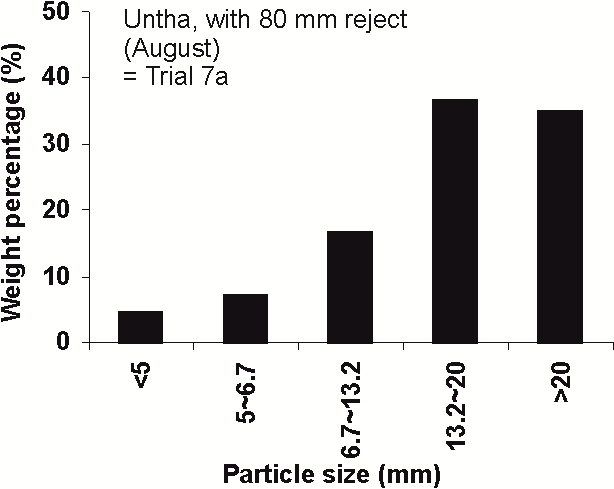 Untha, with 80 mm reject
(August)
= Trial 7a
Weight percentage (%)
50
40
30
20
10
0
<5
5~6.7
6.7~13.2
13.2~20
>20
Particle size (mm)